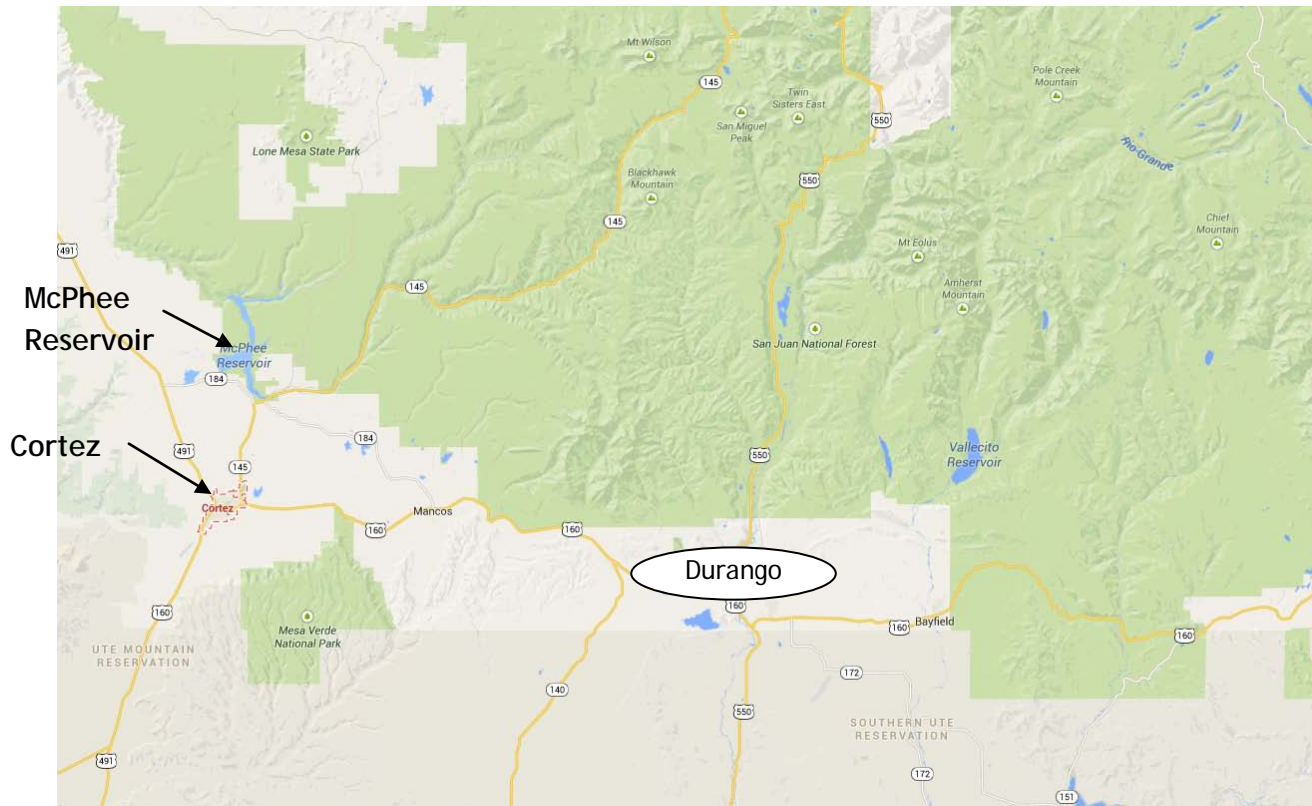 Mt Wilson
145
Twin
Sisters East
San Miguel
Peak
550
Pole Creek
Mountain
Rio-Grande
Lone Mesa State Park
Blackhawk
Mountain
550
145
Chief
Mountain
491
Mt Eolus
145
Amherst
Mountain
McPhee
Reservoir
McPhee
Reservoir
San Juan National Forest
184
184
Cortez
491
550
Vallecito
Reservoir
145
Cortez
Mancos
160
160
Durango
160
160
Bayfield
160
160
Mesa Verde
National Park
UTE MOUNTAIN
RESERVATION
172
140
550
SOUTHERN UTE
RESERVATION
491
172
151